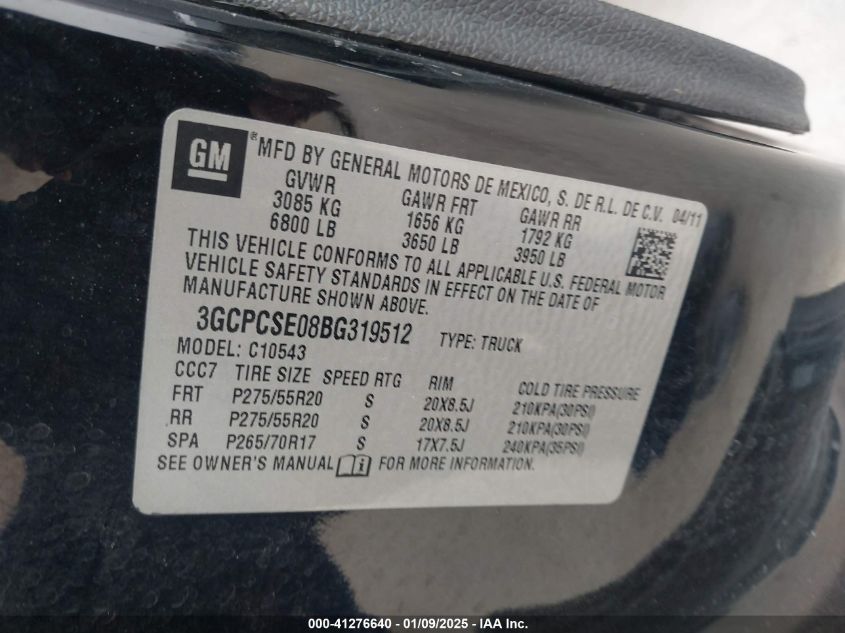 GM ® MFD BY GENERAL MOTORS DE MEXICO, S. DE R.L. DE C.V. 04/11
GVWR GAWR FRT GAWR RR
3085 KG 1656 KG 1792 KG
6800 LB 3650 LB 3950 LB
THIS VEHICLE CONFORMS TO ALL APPLICABLE U.S. FEDERAL MOTOR
VEHICLE SAFETY STANDARDS IN EFFECT ON THE DATE OF
MANUFACTURE SHOWN ABOVE.
3GCPCSE08BG319512 TYPE: TRUCK
MODEL: C10543
CCC7 TIRE SIZE SPEED RTG RIM COLD TIRE PRESSURE
FRT P275/55R20 S 20X8.5J 210KPA(30PSI)
RR P275/55R20 S 20X8.5J 210KPA(30PSI)
SPA P265/70R17 S 17X7.5J 240KPA(35PSI)
SEE OWNER'S MANUAL i FOR MORE INFORMATION.
000-41276640 - 01/09/2025 - IAA Inc.